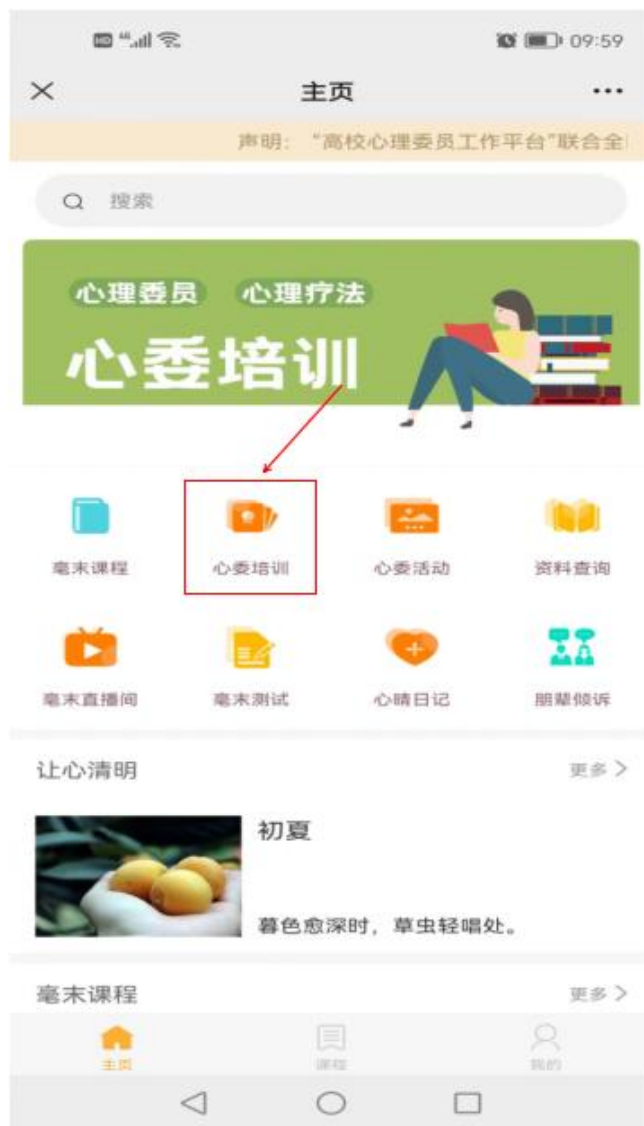 HD 4G 09:59
主页
声明：“高校心理委员工作平台”联合全
搜索
心理委员 心理疗法
心委培训
毫末课程 心委培训 心委活动 资料查询
毫末直播间 毫末测试 心晴日记 朋辈倾诉
让心清明 更多
初夏
暮色愈深时，草虫轻唱处。
毫末课程 更多
主页 课程 我的